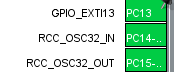 GPIO_EXTI13 PC13
RCC_OSC32_IN PC14-..
RCC_OSC32_OUT PC15-..